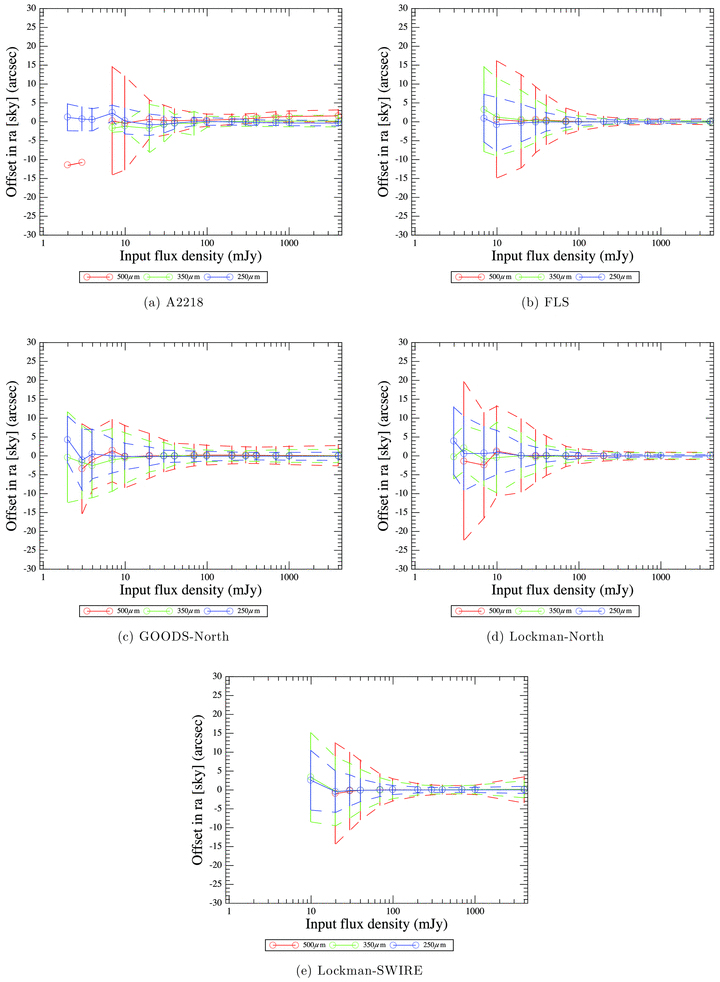 30
25
20
15
10
5
0
-5
-10
-15
-20
-25
-30
Offset in ra [sky] (arcsec)
1 10 100 1000
Input flux density (mJy)
500μm 350μm 250μm
(a) A2218
30
25
20
15
10
5
0
-5
-10
-15
-20
-25
-30
Offset in ra [sky] (arcsec)
1 10 100 1000
Input flux density (mJy)
500μm 350μm 250μm
(b) FLS
30
25
20
15
10
5
0
-5
-10
-15
-20
-25
-30
Offset in ra [sky] (arcsec)
1 10 100 1000
Input flux density (mJy)
500μm 350μm 250μm
(c) GOODS-North
30
25
20
15
10
5
0
-5
-10
-15
-20
-25
-30
Offset in ra [sky] (arcsec)
1 10 100 1000
Input flux density (mJy)
500μm 350μm 250μm
(d) Lockman-North
30
25
20
15
10
5
0
-5
-10
-15
-20
-25
-30
Offset in ra [sky] (arcsec)
1 10 100 1000
Input flux density (mJy)
500μm 350μm 250μm
(e) Lockman-SWIRE